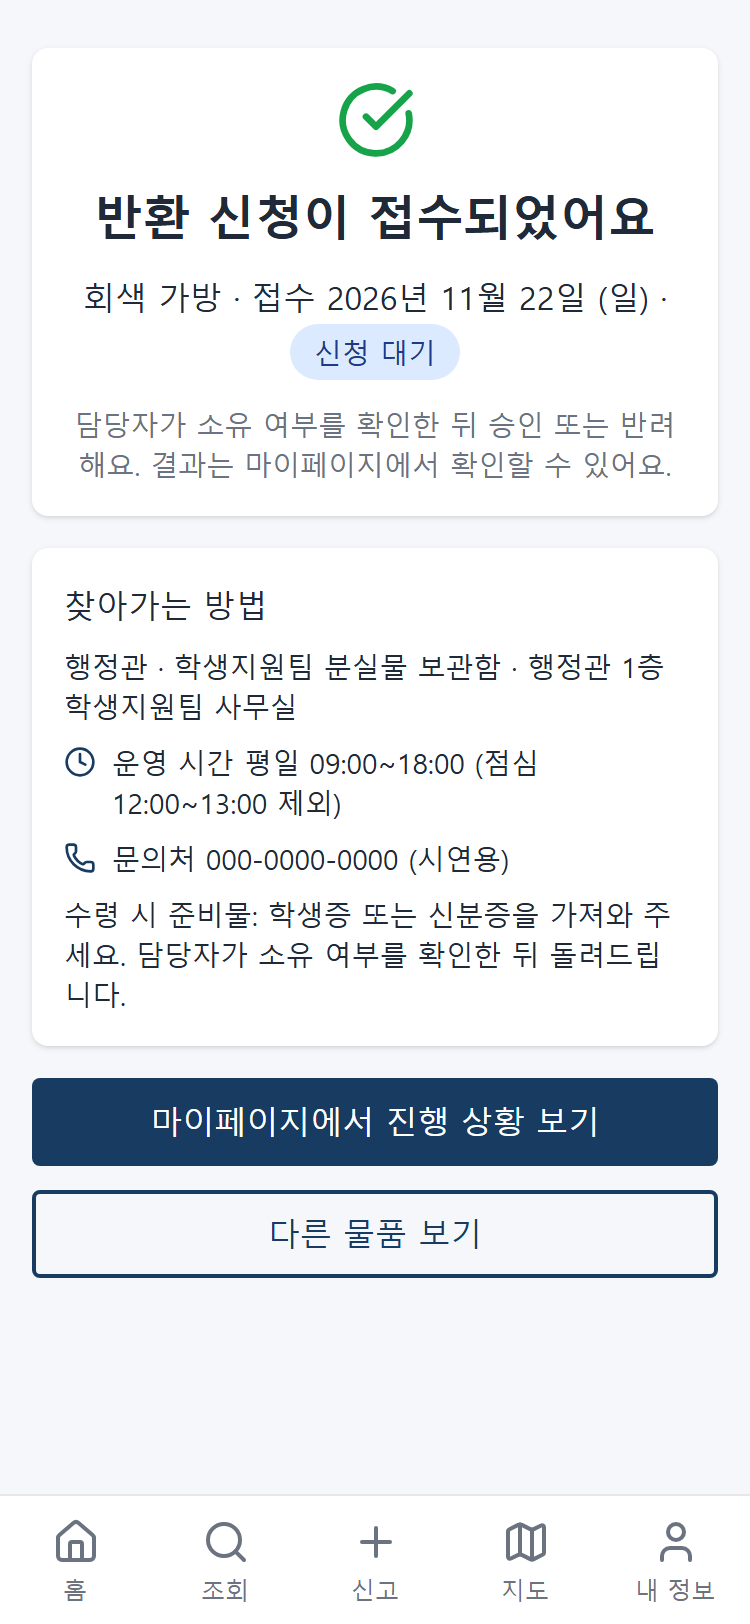 반환 신청이 접수되었어요
회색 가방 · 접수 2026년 11월 22일 (일) ·
신청 대기
담당자가 소유 여부를 확인한 뒤 승인 또는 반려
해요. 결과는 마이페이지에서 확인할 수 있어요.
찾아가는 방법
행정관 · 학생지원팀 분실물 보관함 · 행정관 1층
학생지원팀 사무실
운영 시간 평일 09:00~18:00 (점심
12:00~13:00 제외)
문의처 000-0000-0000 (시연용)
수령 시 준비물: 학생증 또는 신분증을 가져와 주
세요. 담당자가 소유 여부를 확인한 뒤 돌려드립
니다.
마이페이지에서 진행 상황 보기
다른 물품 보기
홈 조회 신고 지도 내 정보